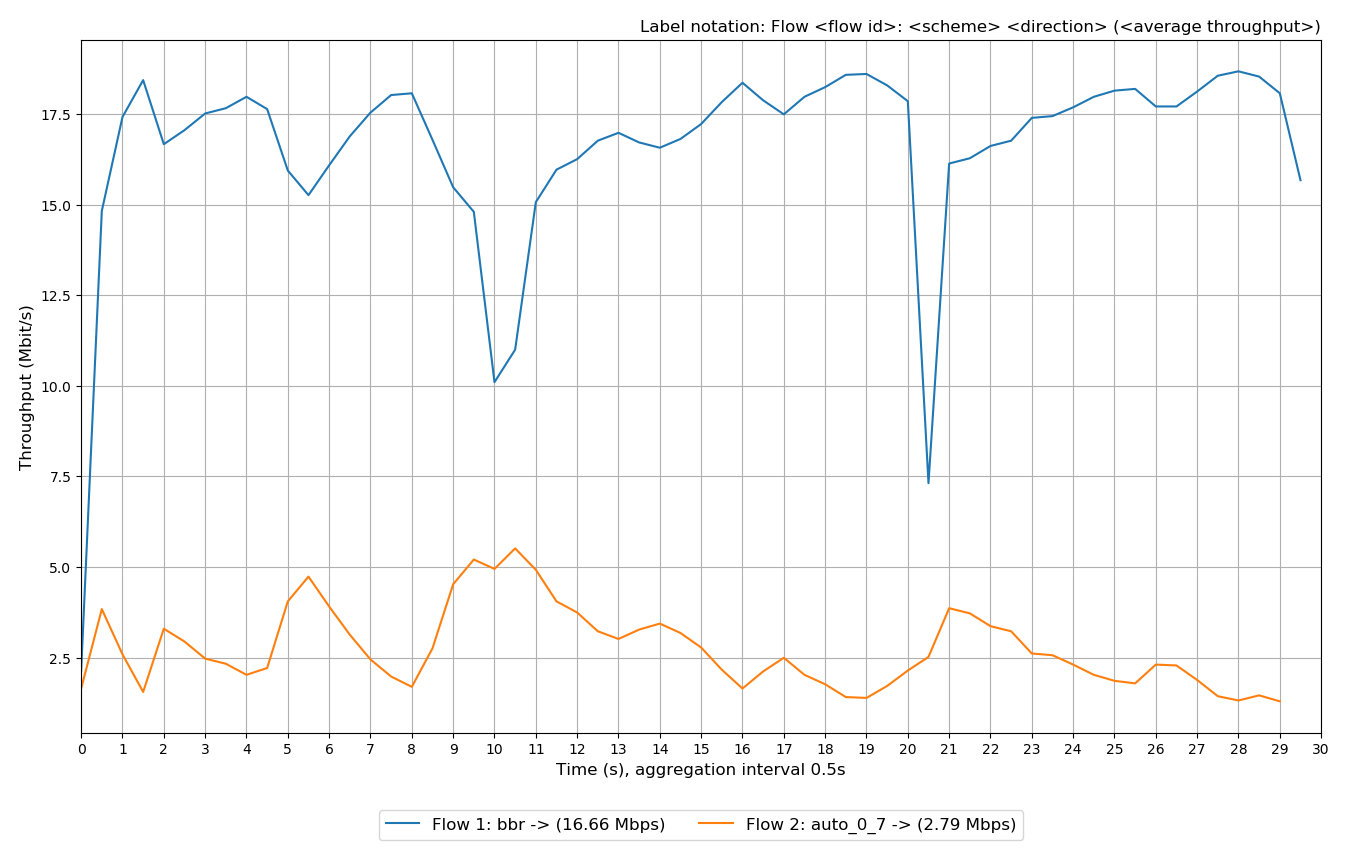 Label notation: Flow <flow id>: <scheme> <direction> (<average throughput>)
17.5
15.0
12.5
10.0
7.5
5.0
2.5
Throughput (Mbit/s)
0 1 2 3 4 5 6 7 8 9 10 11 12 13 14 15 16 17 18 19 20 21 22 23 24 25 26 27 28 29 30
Time (s), aggregation interval 0.5s
Flow 1: bbr -> (16.66 Mbps) Flow 2: auto_0_7 -> (2.79 Mbps)